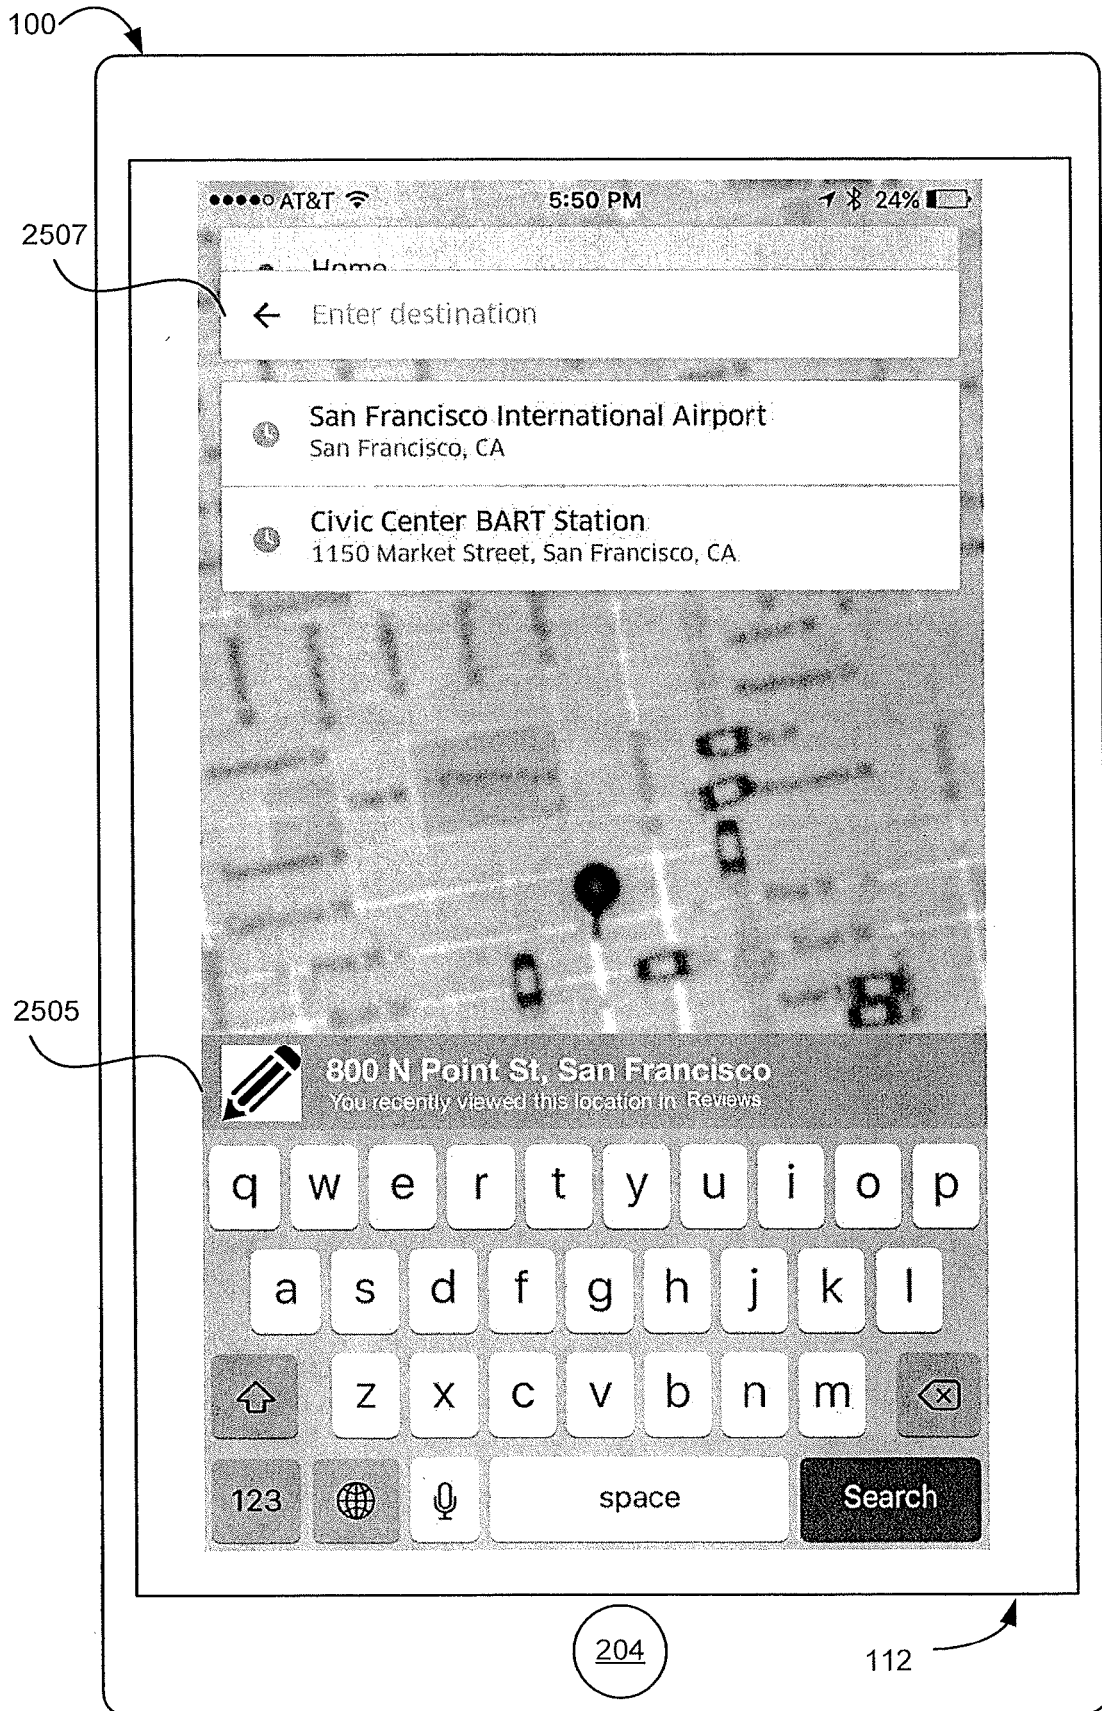 100
●●●●○ AT&T 5:50 PM 24%
2507
Home
Enter destination
San Francisco International Airport
San Francisco, CA
Civic Center BART Station
1150 Market Street, San Francisco, CA
2505
800 N Point St, San Francisco
You recently viewed this location in Reviews
q w e r t y u i o p
a s d f g h j k l
z x c v b n m
123 space Search
204
112